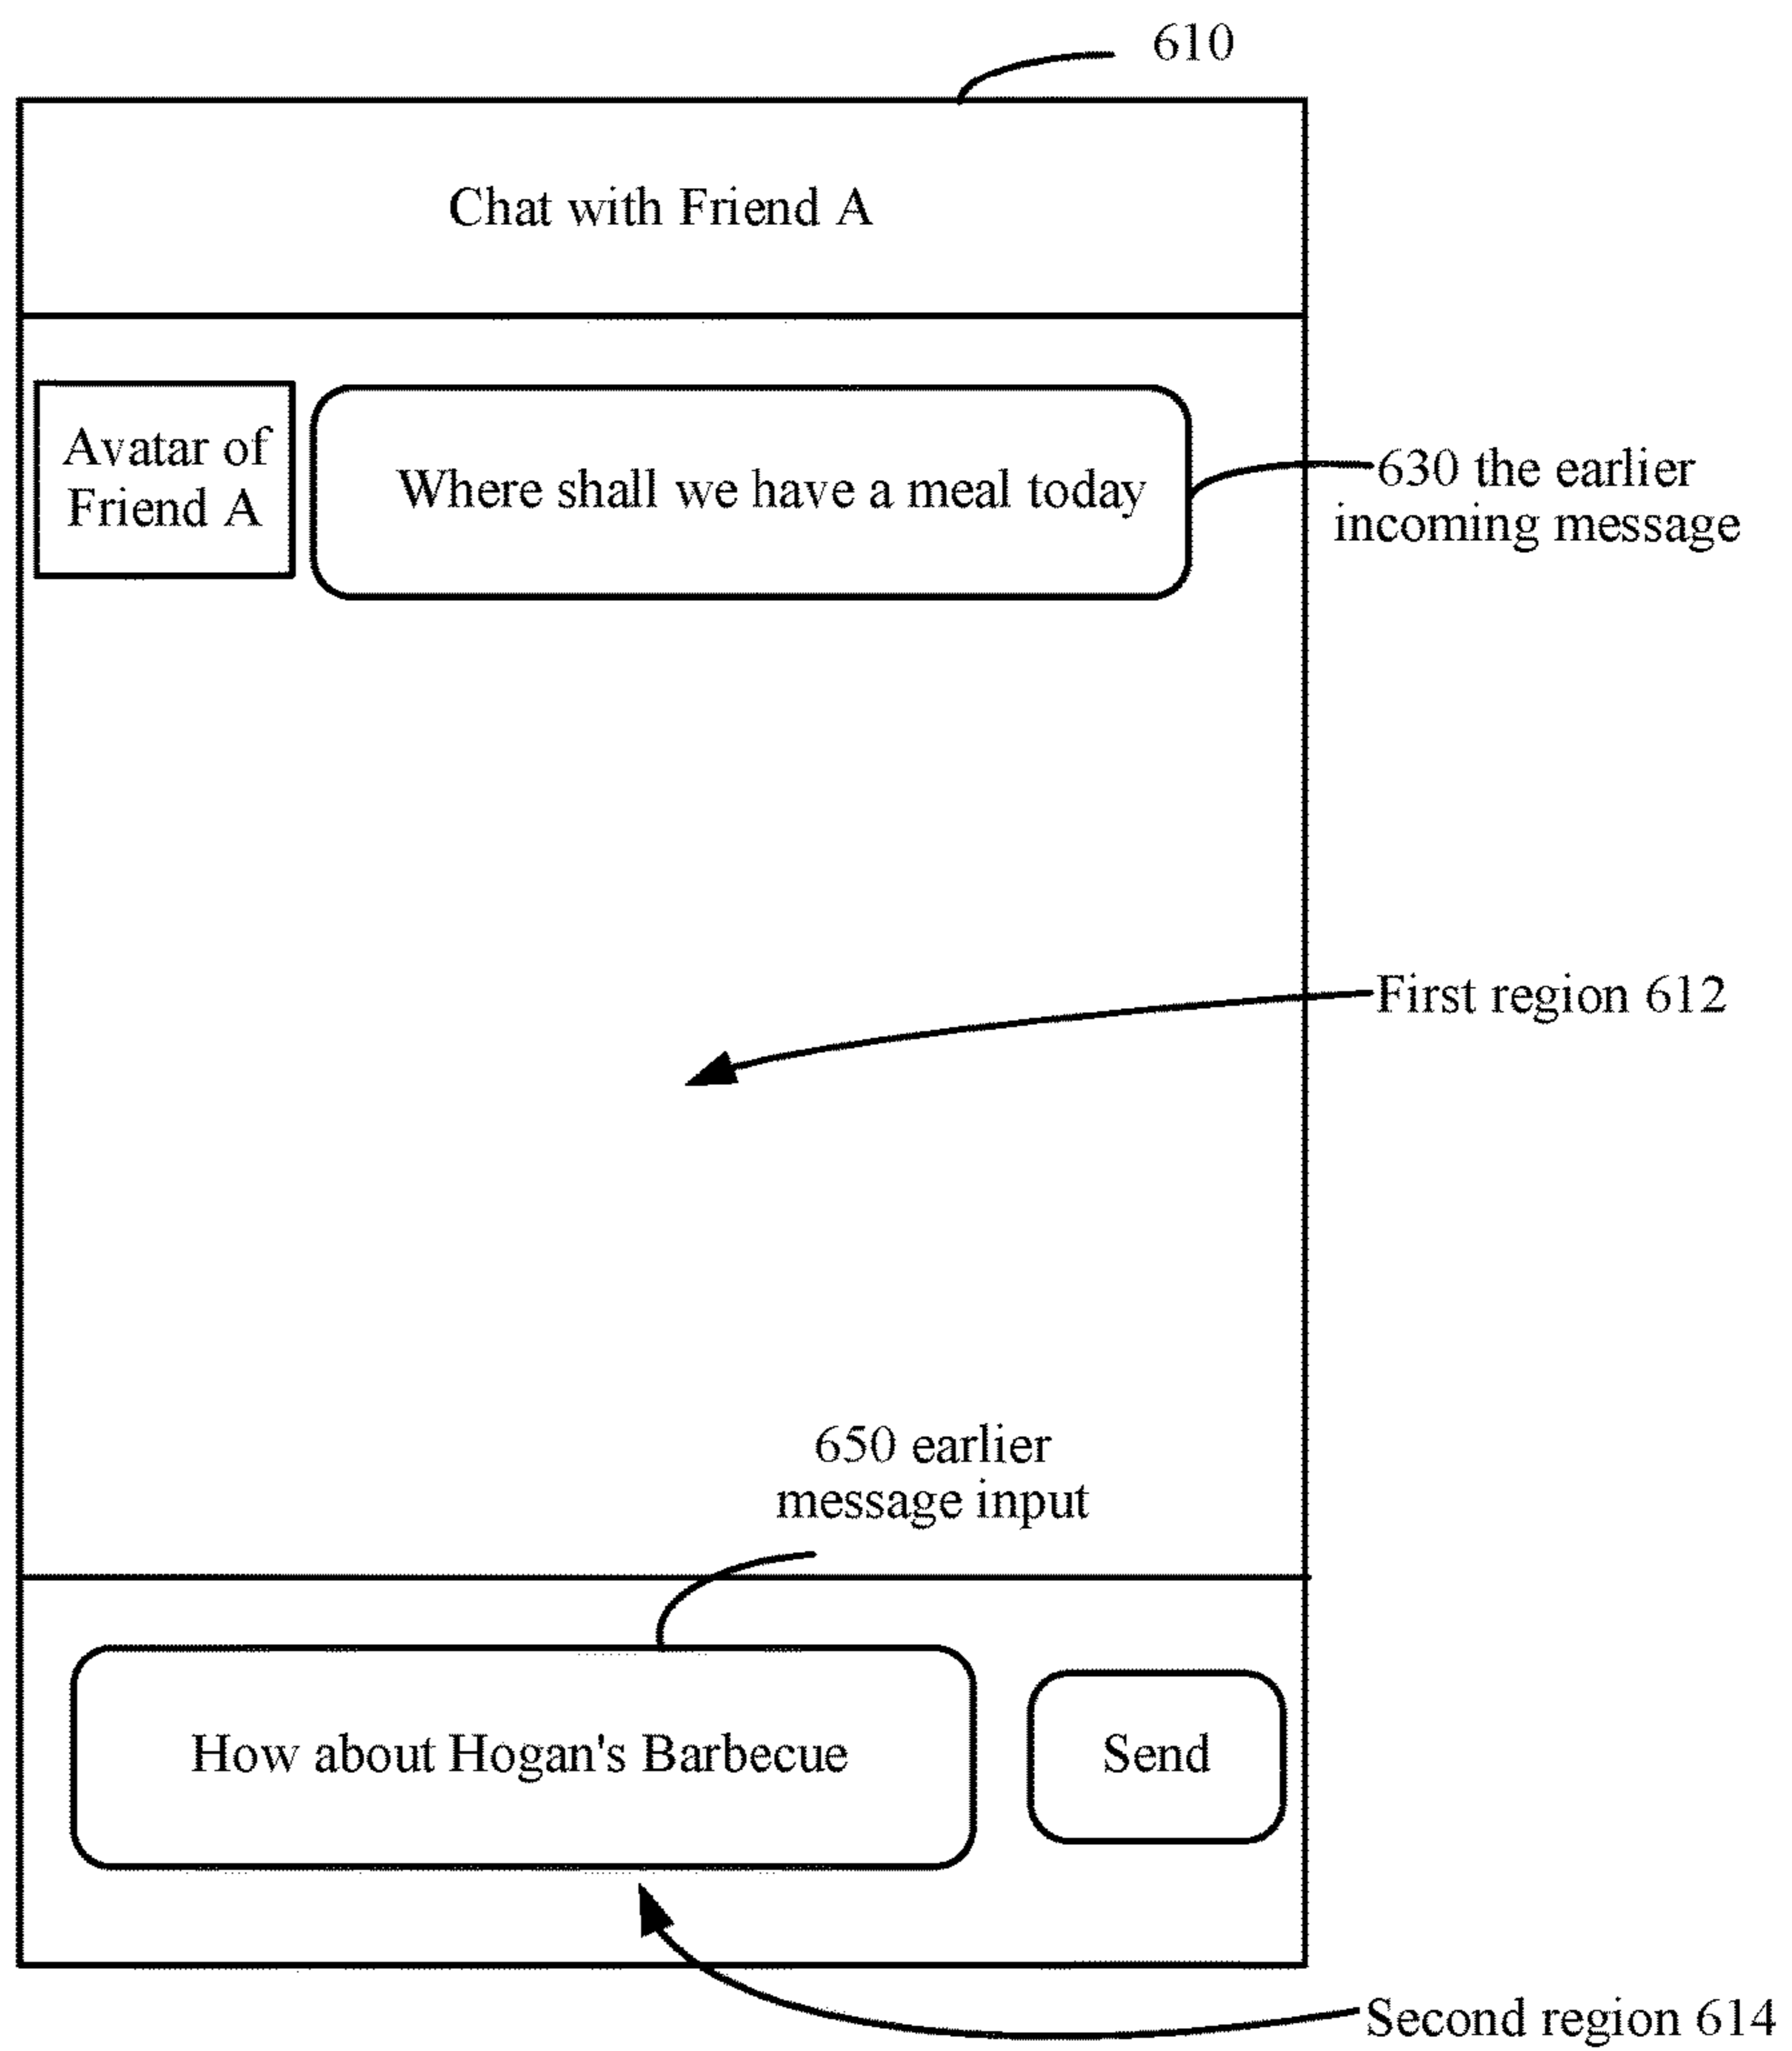 610
Chat with Friend A
Avatar of
Friend A
Where shall we have a meal today
630 the earlier
incoming message
First region 612
650 earlier
message input
How about Hogan's Barbecue
Send
Second region 614